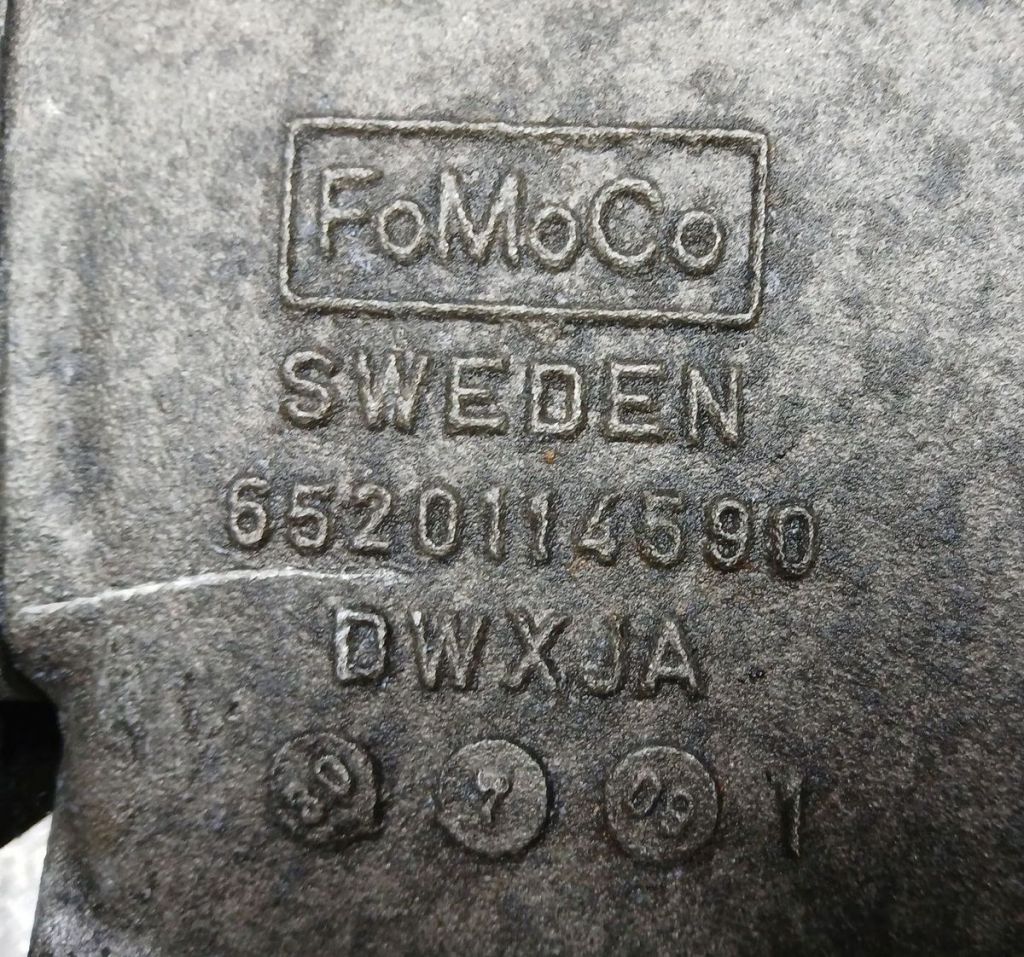 FoMoCo
SWEDEN
6520114590
DWXJA
30 7 09 1